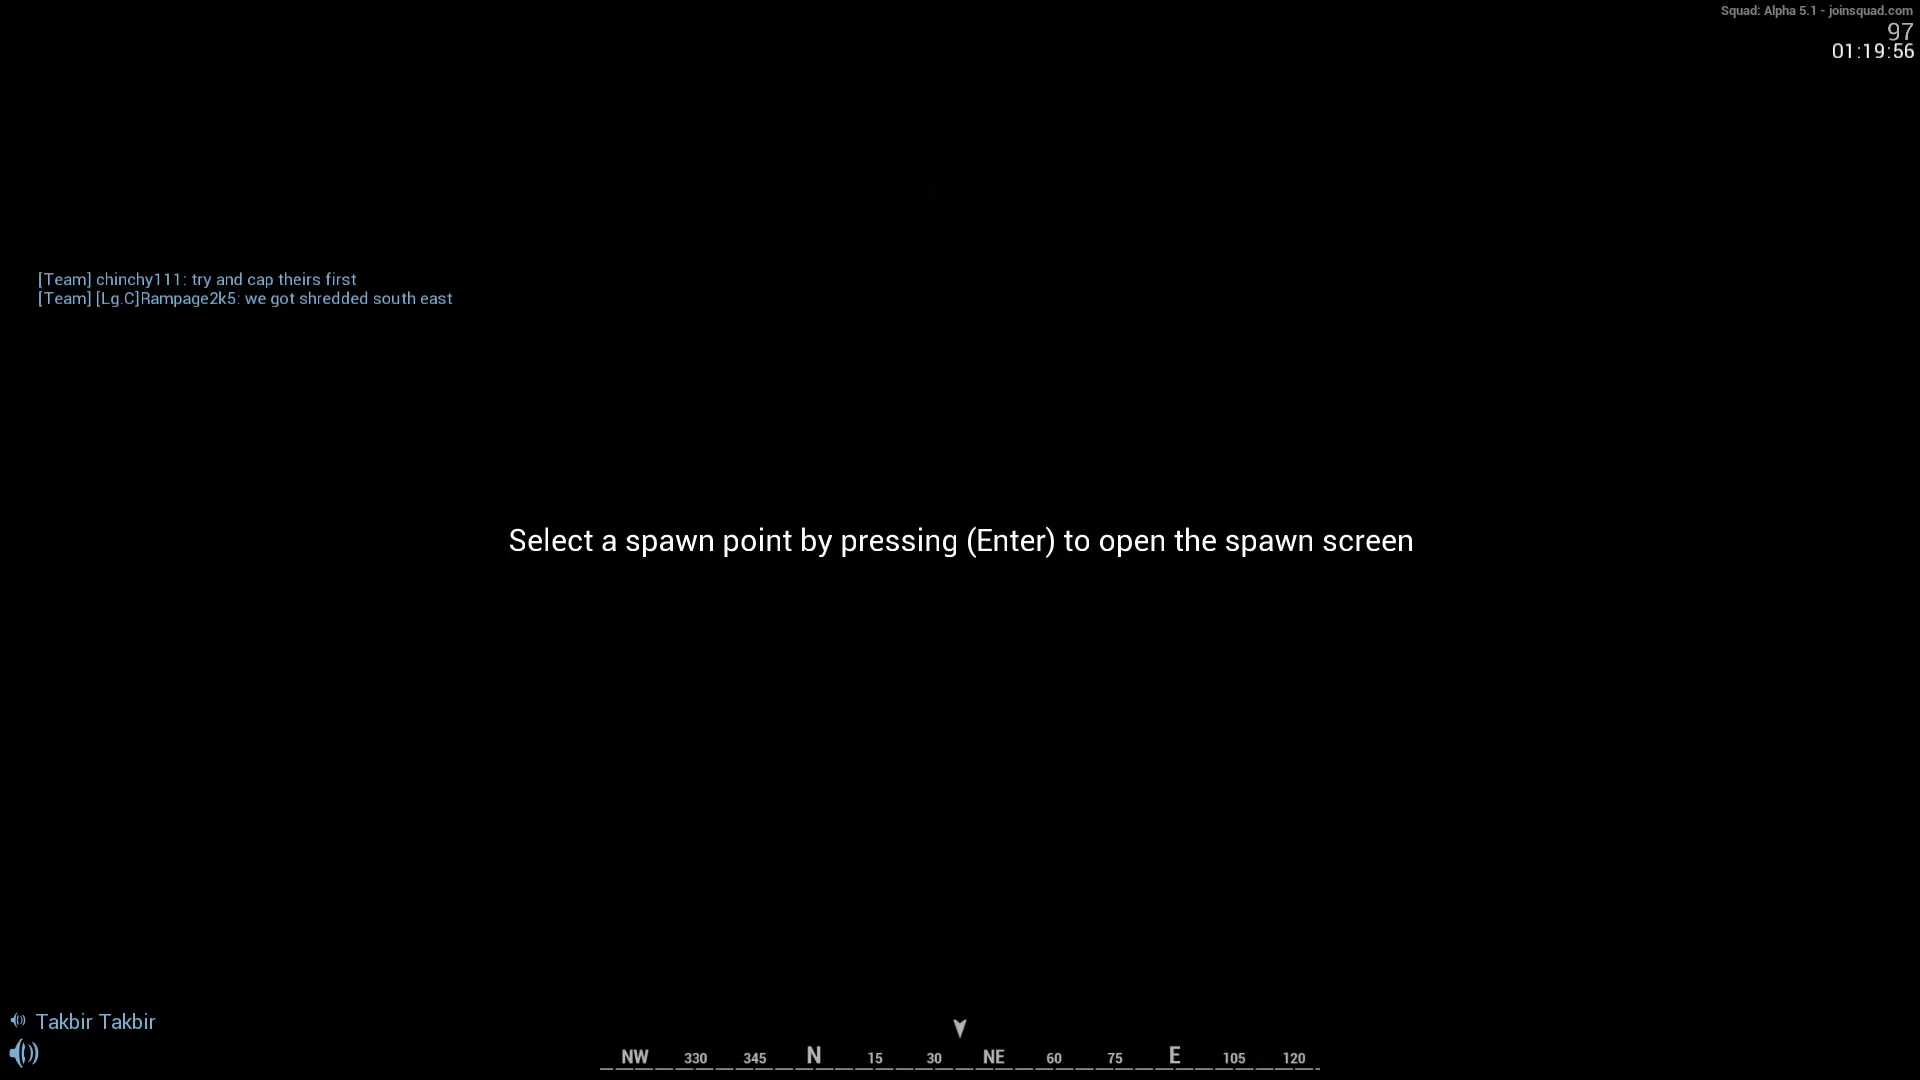 Squad: Alpha 5.1 - joinsquad.com
97
01:19:56
[Team] chinchy111: try and cap theirs first
[Team] [Lg.C]Rampage2k5: we got shredded south east
Select a spawn point by pressing (Enter) to open the spawn screen
Takbir Takbir
NW 330 345 N 15 30 NE 60 75 E 105 120